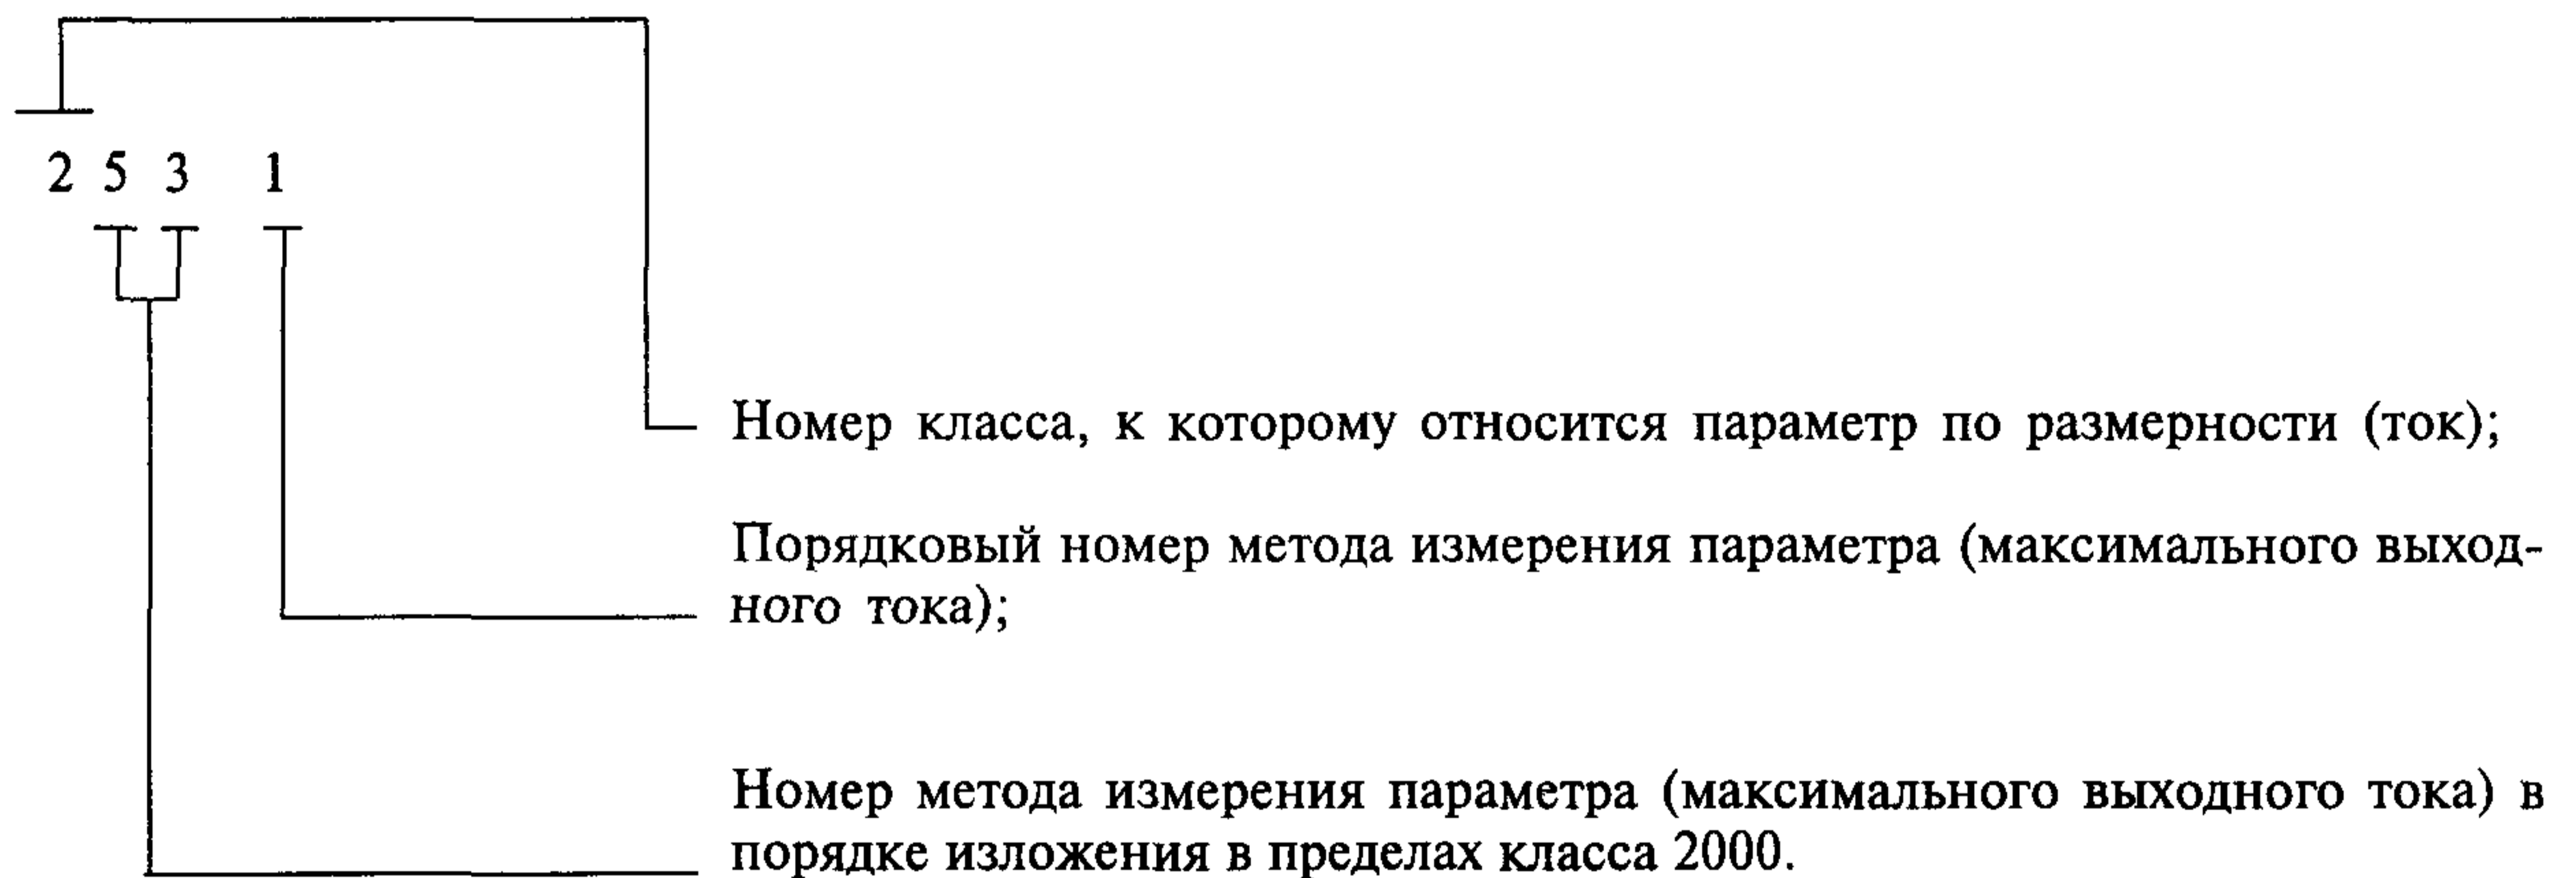 2 5 3 1
Номер класса, к которому относится параметр по размерности (ток);
Порядковый номер метода измерения параметра (максимального выход-
ного тока);
Номер метода измерения параметра (максимального выходного тока) в
порядке изложения в пределах класса 2000.